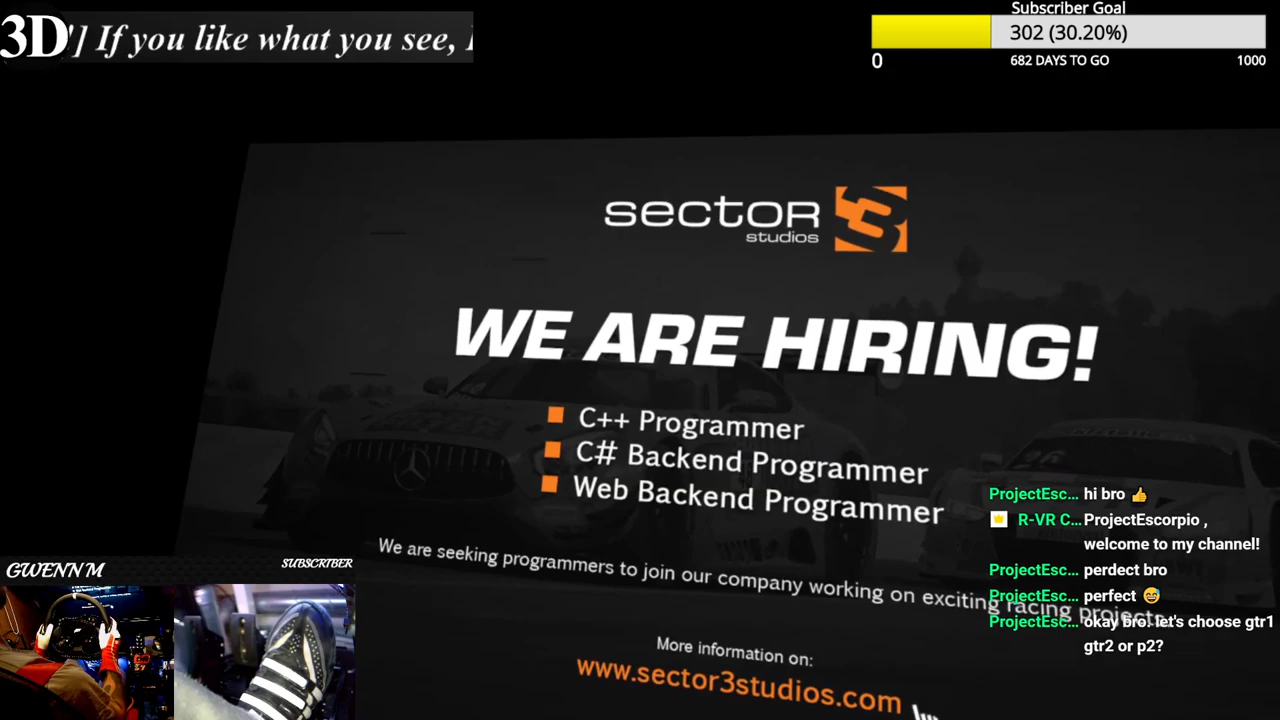 3D '] If you like what you see,
Subscriber Goal
302 (30.20%)
0 682 DAYS TO GO 1000
sector 3
studios
WE ARE HIRING!
C++ Programmer
C# Backend Programmer
Web Backend Programmer
We are seeking programmers to join our company working on exciting racing projects.
More information on:
www.sector3studios.com
ProjectEsc... hi bro 👍
R-VR C... ProjectEscorpio ,
welcome to my channel!
ProjectEsc... perdect bro
ProjectEsc... perfect 😅
ProjectEsc... okay bro. let's choose gtr1
gtr2 or p2?
GWENN M SUBSCRIBER